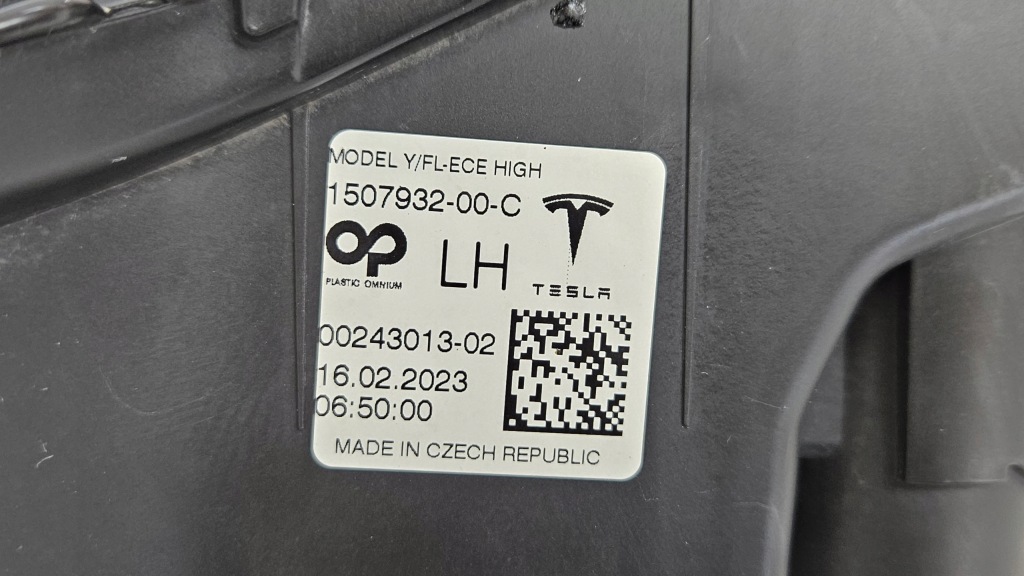 MODEL Y/FL-ECE HIGH
1507932-00-C
OP
PLASTIC OMNIUM
LH
TESLA
00243013-02
16.02.2023
06:50:00
MADE IN CZECH REPUBLIC